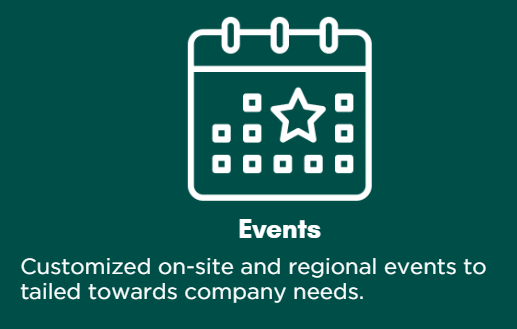 Events
Customized on-site and regional events to
tailed towards company needs.